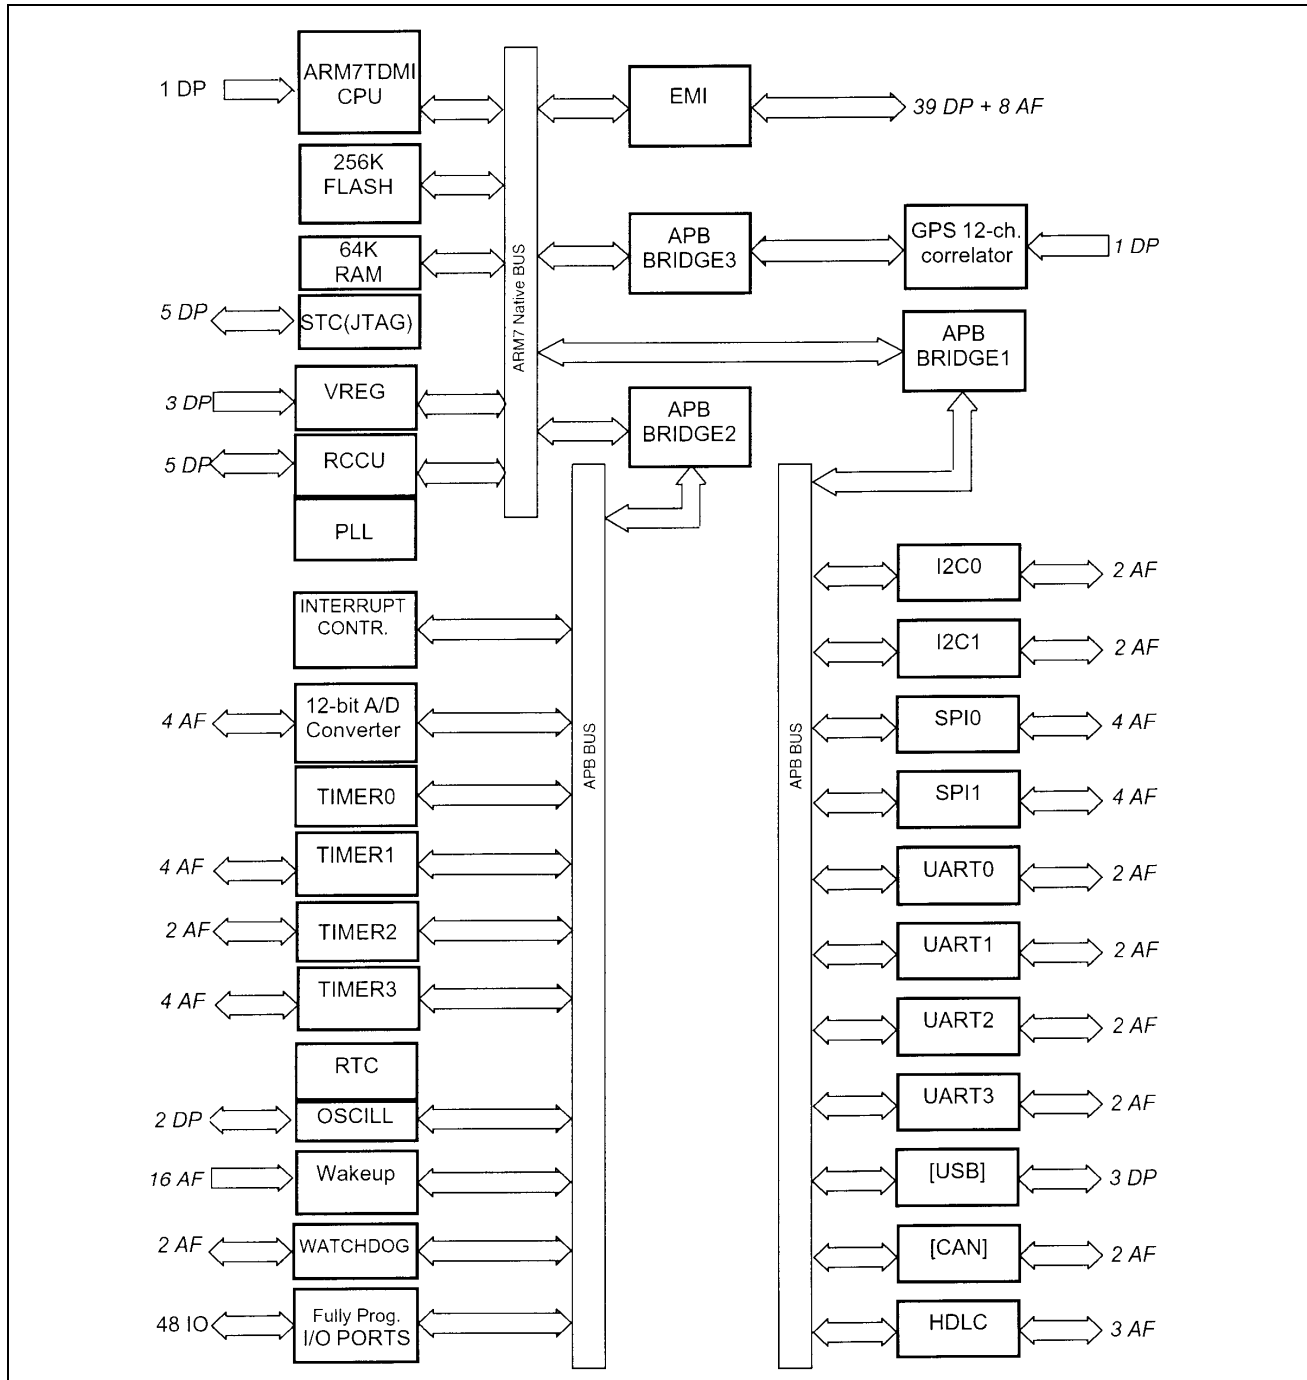 1 DP
ARM7TDMI
CPU
EMI
39 DP + 8 AF
256K
FLASH
64K
RAM
APB
BRIDGE3
GPS 12-ch.
correlator
1 DP
5 DP
STC(JTAG)
ARM7 Native BUS
APB
BRIDGE1
3 DP
VREG
APB
BRIDGE2
5 DP
RCCU
PLL
INTERRUPT
CONTR.
4 AF
12-bit A/D
Converter
TIMER0
4 AF
TIMER1
2 AF
TIMER2
4 AF
TIMER3
RTC
2 DP
OSCILL
16 AF
Wakeup
2 AF
WATCHDOG
48 IO
Fully Prog.
I/O PORTS
APB BUS
APB BUS
I2C0
2 AF
I2C1
2 AF
SPI0
4 AF
SPI1
4 AF
UART0
2 AF
UART1
2 AF
UART2
2 AF
UART3
2 AF
[USB]
3 DP
[CAN]
2 AF
HDLC
3 AF